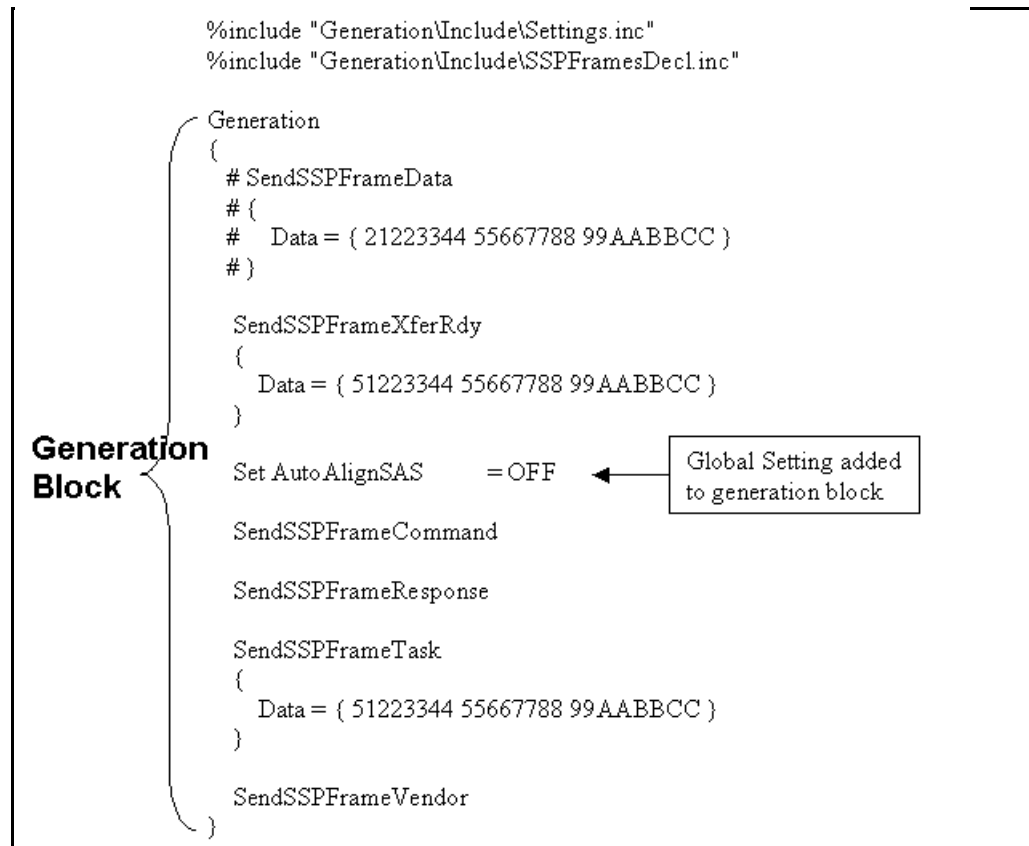 %include "Generation\Include\Settings.inc"
%include "Generation\Include\SSPFramesDecl.inc"
Generation
{
# SendSSPFrameData
# {
# Data = { 21223344 55667788 99AABBCC }
# }
SendSSPFrameXferRdy
{
Data = { 51223344 55667788 99AABBCC }
}
Generation
Block
Set AutoAlignSAS = OFF
Global Setting added
to generation block
SendSSPFrameCommand
SendSSPFrameResponse
SendSSPFrameTask
{
Data = { 51223344 55667788 99AABBCC }
}
SendSSPFrameVendor
}